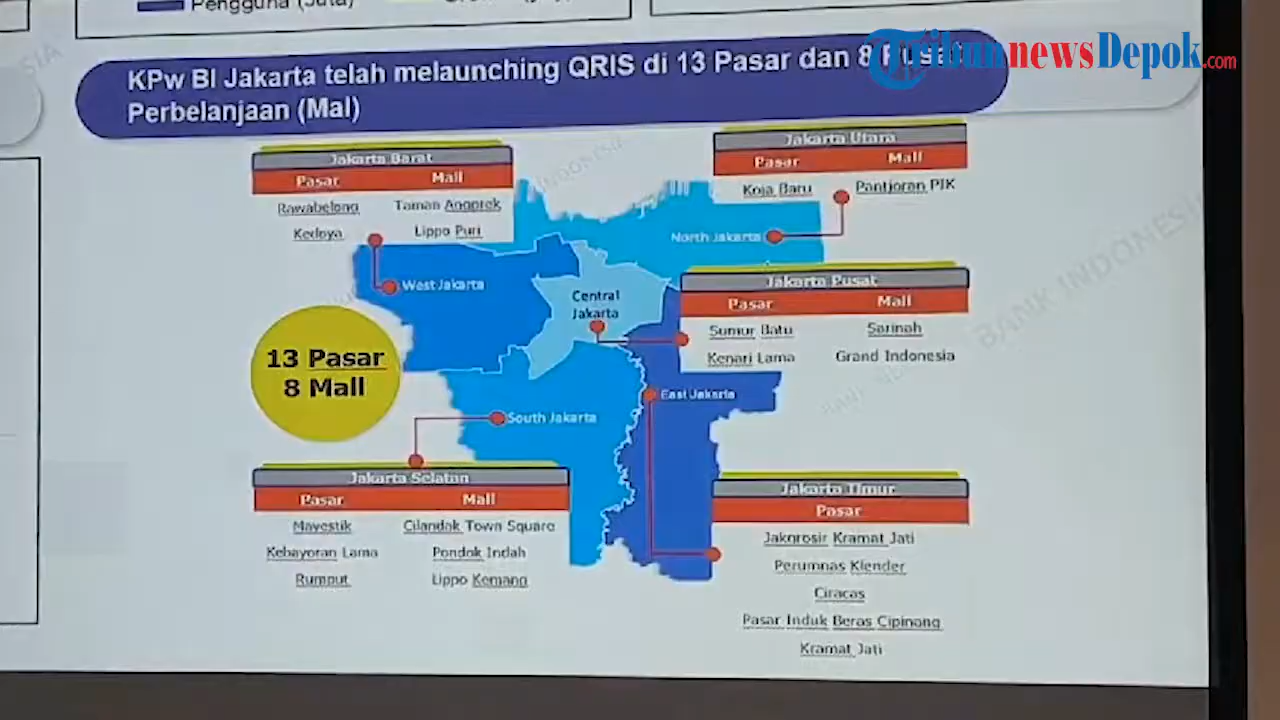 Pengguna (Juta)
TribunnewsDepok.com
KPw BI Jakarta telah melaunching QRIS di 13 Pasar dan 8 Pusat
Perbelanjaan (Mal)
Jakarta Barat
Pasar Mall
Rawabelong Taman Anggrek
Kedoya Lippo Puri
Jakarta Utara
Pasar Mall
Koja Baru Pantjoran PIK
North Jakarta
West Jakarta
Central
Jakarta
Jakarta Pusat
Pasar Mall
Sumur Batu Sarinah
Kenari Lama Grand Indonesia
13 Pasar
8 Mall
East Jakarta
South Jakarta
Jakarta Selatan
Pasar Mall
Mayestik Cilandak Town Square
Kebayoran Lama Pondok Indah
Rumput Lippo Kemang
Jakarta Timur
Pasar
Jakgrosir Kramat Jati
Perumnas Klender
Ciracas
Pasar Induk Beras Cipinang
Kramat Jati
BANK INDONESIA